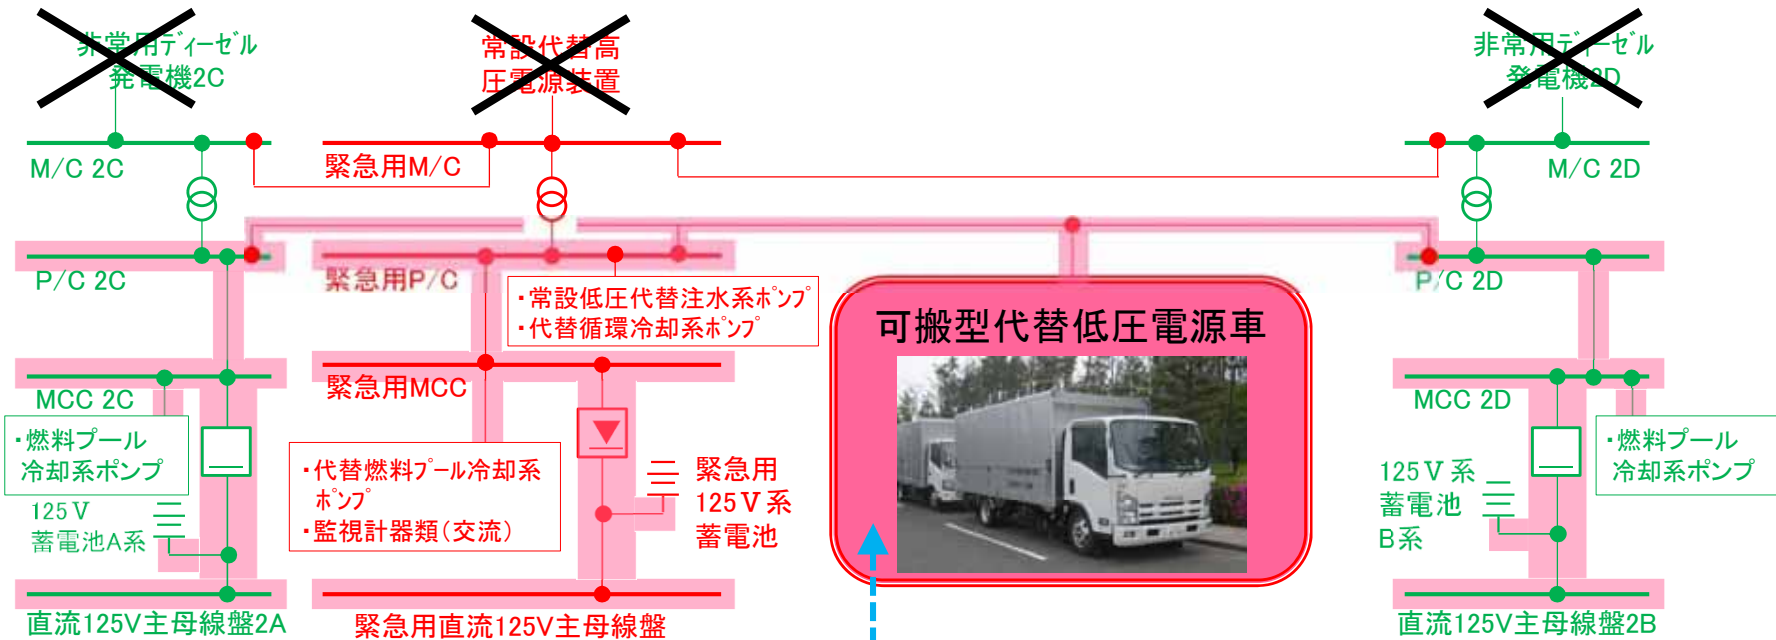 非常用ディーゼル
発電機2C
常設代替高
圧電源装置
非常用ディーゼル
発電機2D
M/C 2C
緊急用M/C
M/C 2D
P/C 2C
緊急用P/C
P/C 2D
・常設低圧代替注水系ポンプ
・代替循環冷却系ポンプ
可搬型代替低圧電源車
MCC 2C
緊急用MCC
MCC 2D
・燃料プール
冷却系ポンプ
・代替燃料プール冷却系
ポンプ
・監視計器類(交流)
緊急用
125V系
蓄電池
125V系
蓄電池
B系
・燃料プール
冷却系ポンプ
125V
蓄電池A系
直流125V主母線盤2A
緊急用直流125V主母線盤
直流125V主母線盤2B